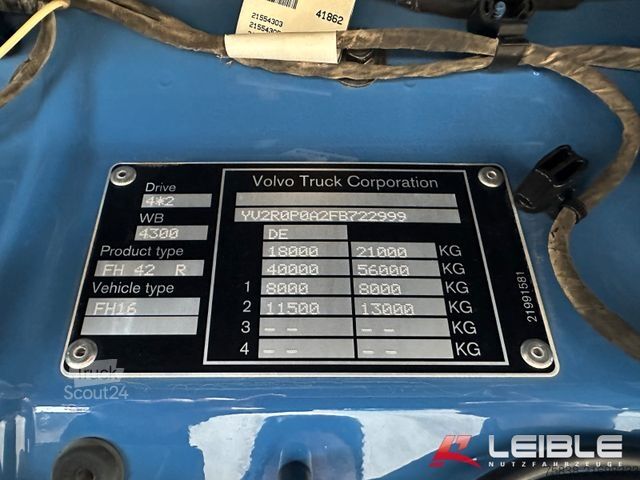 21554303
41862
Volvo Truck Corporation
Drive
4*2
WB
4300
Product type
FH 42 R
Vehicle type
FH16
YV2R0P0A2FB722999
DE
18000 21000 KG
40000 56000 KG
1 8000 8000 KG
2 11500 13000 KG
3 -- -- KG
4 -- -- KG
21991581
Truck
Scout24
LEIBLE
NUTZFAHRZEUGE